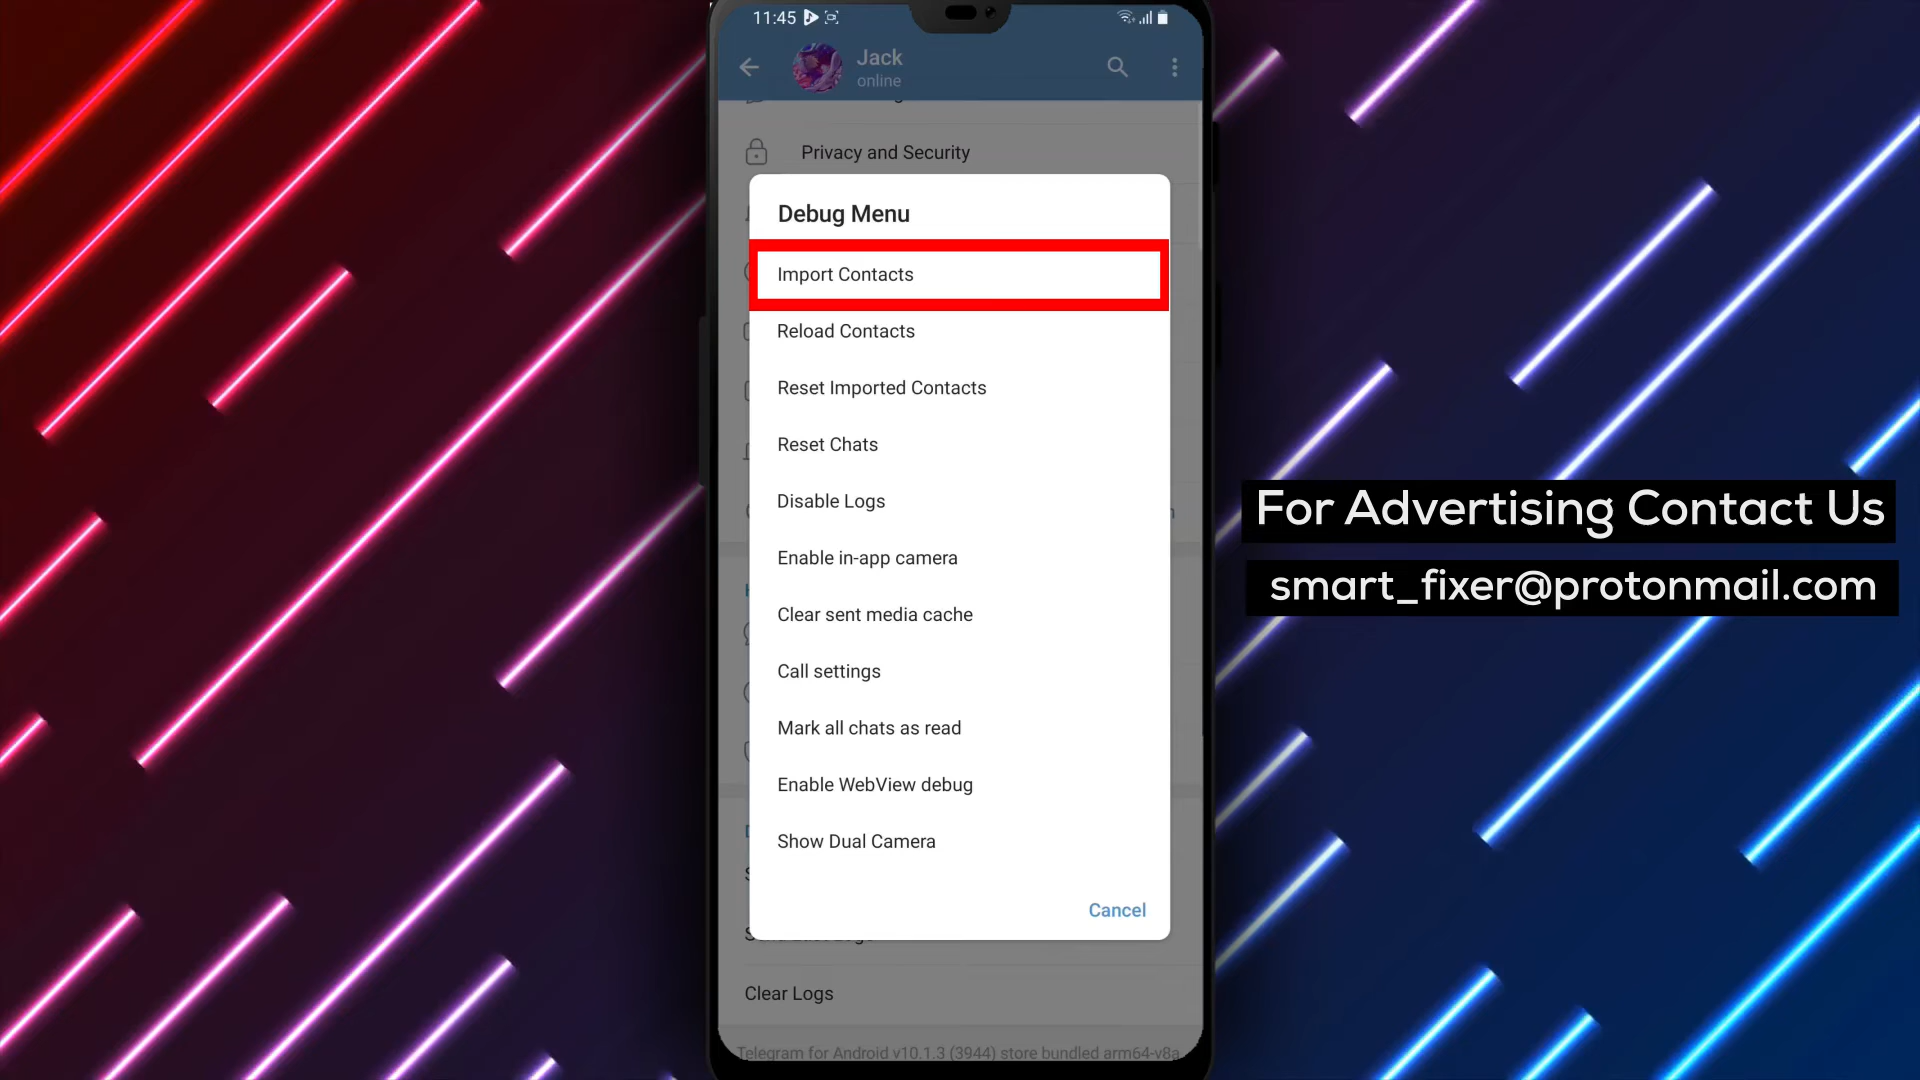 11:45
Jack
online
Privacy and Security
Debug Menu
Import Contacts
Reload Contacts
Reset Imported Contacts
Reset Chats
Disable Logs
Enable in-app camera
Clear sent media cache
Call settings
Mark all chats as read
Enable WebView debug
Show Dual Camera
Cancel
Clear Logs
Telegram for Android v10.1.3 (3944) store bundled arm64-v8a
For Advertising Contact Us
smart_fixer@protonmail.com